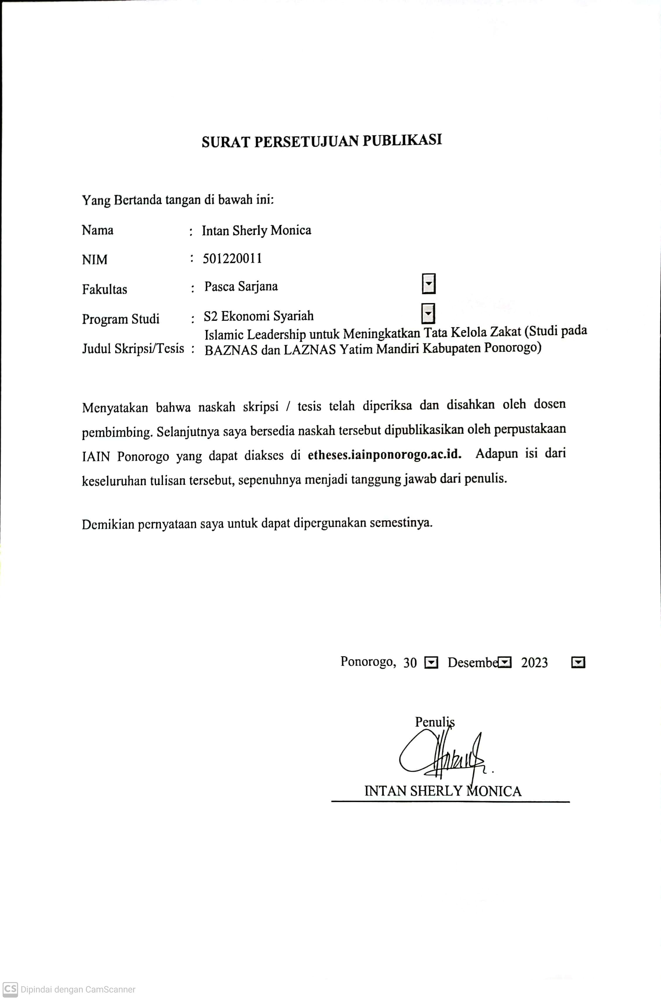 SURAT PERSETUJUAN PUBLIKASI
Yang Bertanda tangan di bawah ini:
Nama : Intan Sherly Monica
NIM : 501220011
Fakultas : Pasca Sarjana
Program Studi : S2 Ekonomi Syariah
Islamic Leadership untuk Meningkatkan Tata Kelola Zakat (Studi pada
Judul Skripsi/Tesis : BAZNAS dan LAZNAS Yatim Mandiri Kabupaten Ponorogo)
Menyatakan bahwa naskah skripsi / tesis telah diperiksa dan disahkan oleh dosen
pembimbing. Selanjutnya saya bersedia naskah tersebut dipublikasikan oleh perpustakaan
IAIN Ponorogo yang dapat diakses di etheses.iainponorogo.ac.id. Adapun isi dari
keseluruhan tulisan tersebut, sepenuhnya menjadi tanggung jawab dari penulis.
Demikian pernyataan saya untuk dapat dipergunakan semestinya.
Ponorogo, 30 Desembe 2023
Penulis
INTAN SHERLY MONICA
CS Dipindai dengan CamScanner